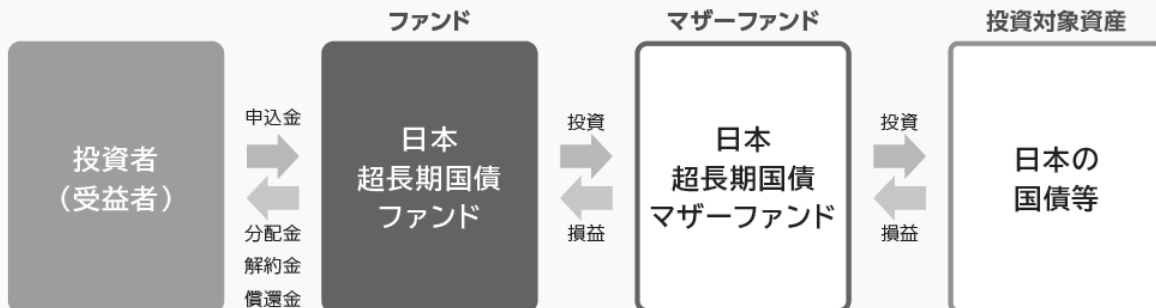 ファンド
マザーファンド
投資対象資産
投資者
（受益者）
申込金
分配金
解約金
償還金
日本
超長期国債
ファンド
投資
損益
日本
超長期国債
マザーファンド
投資
損益
日本の
国債等